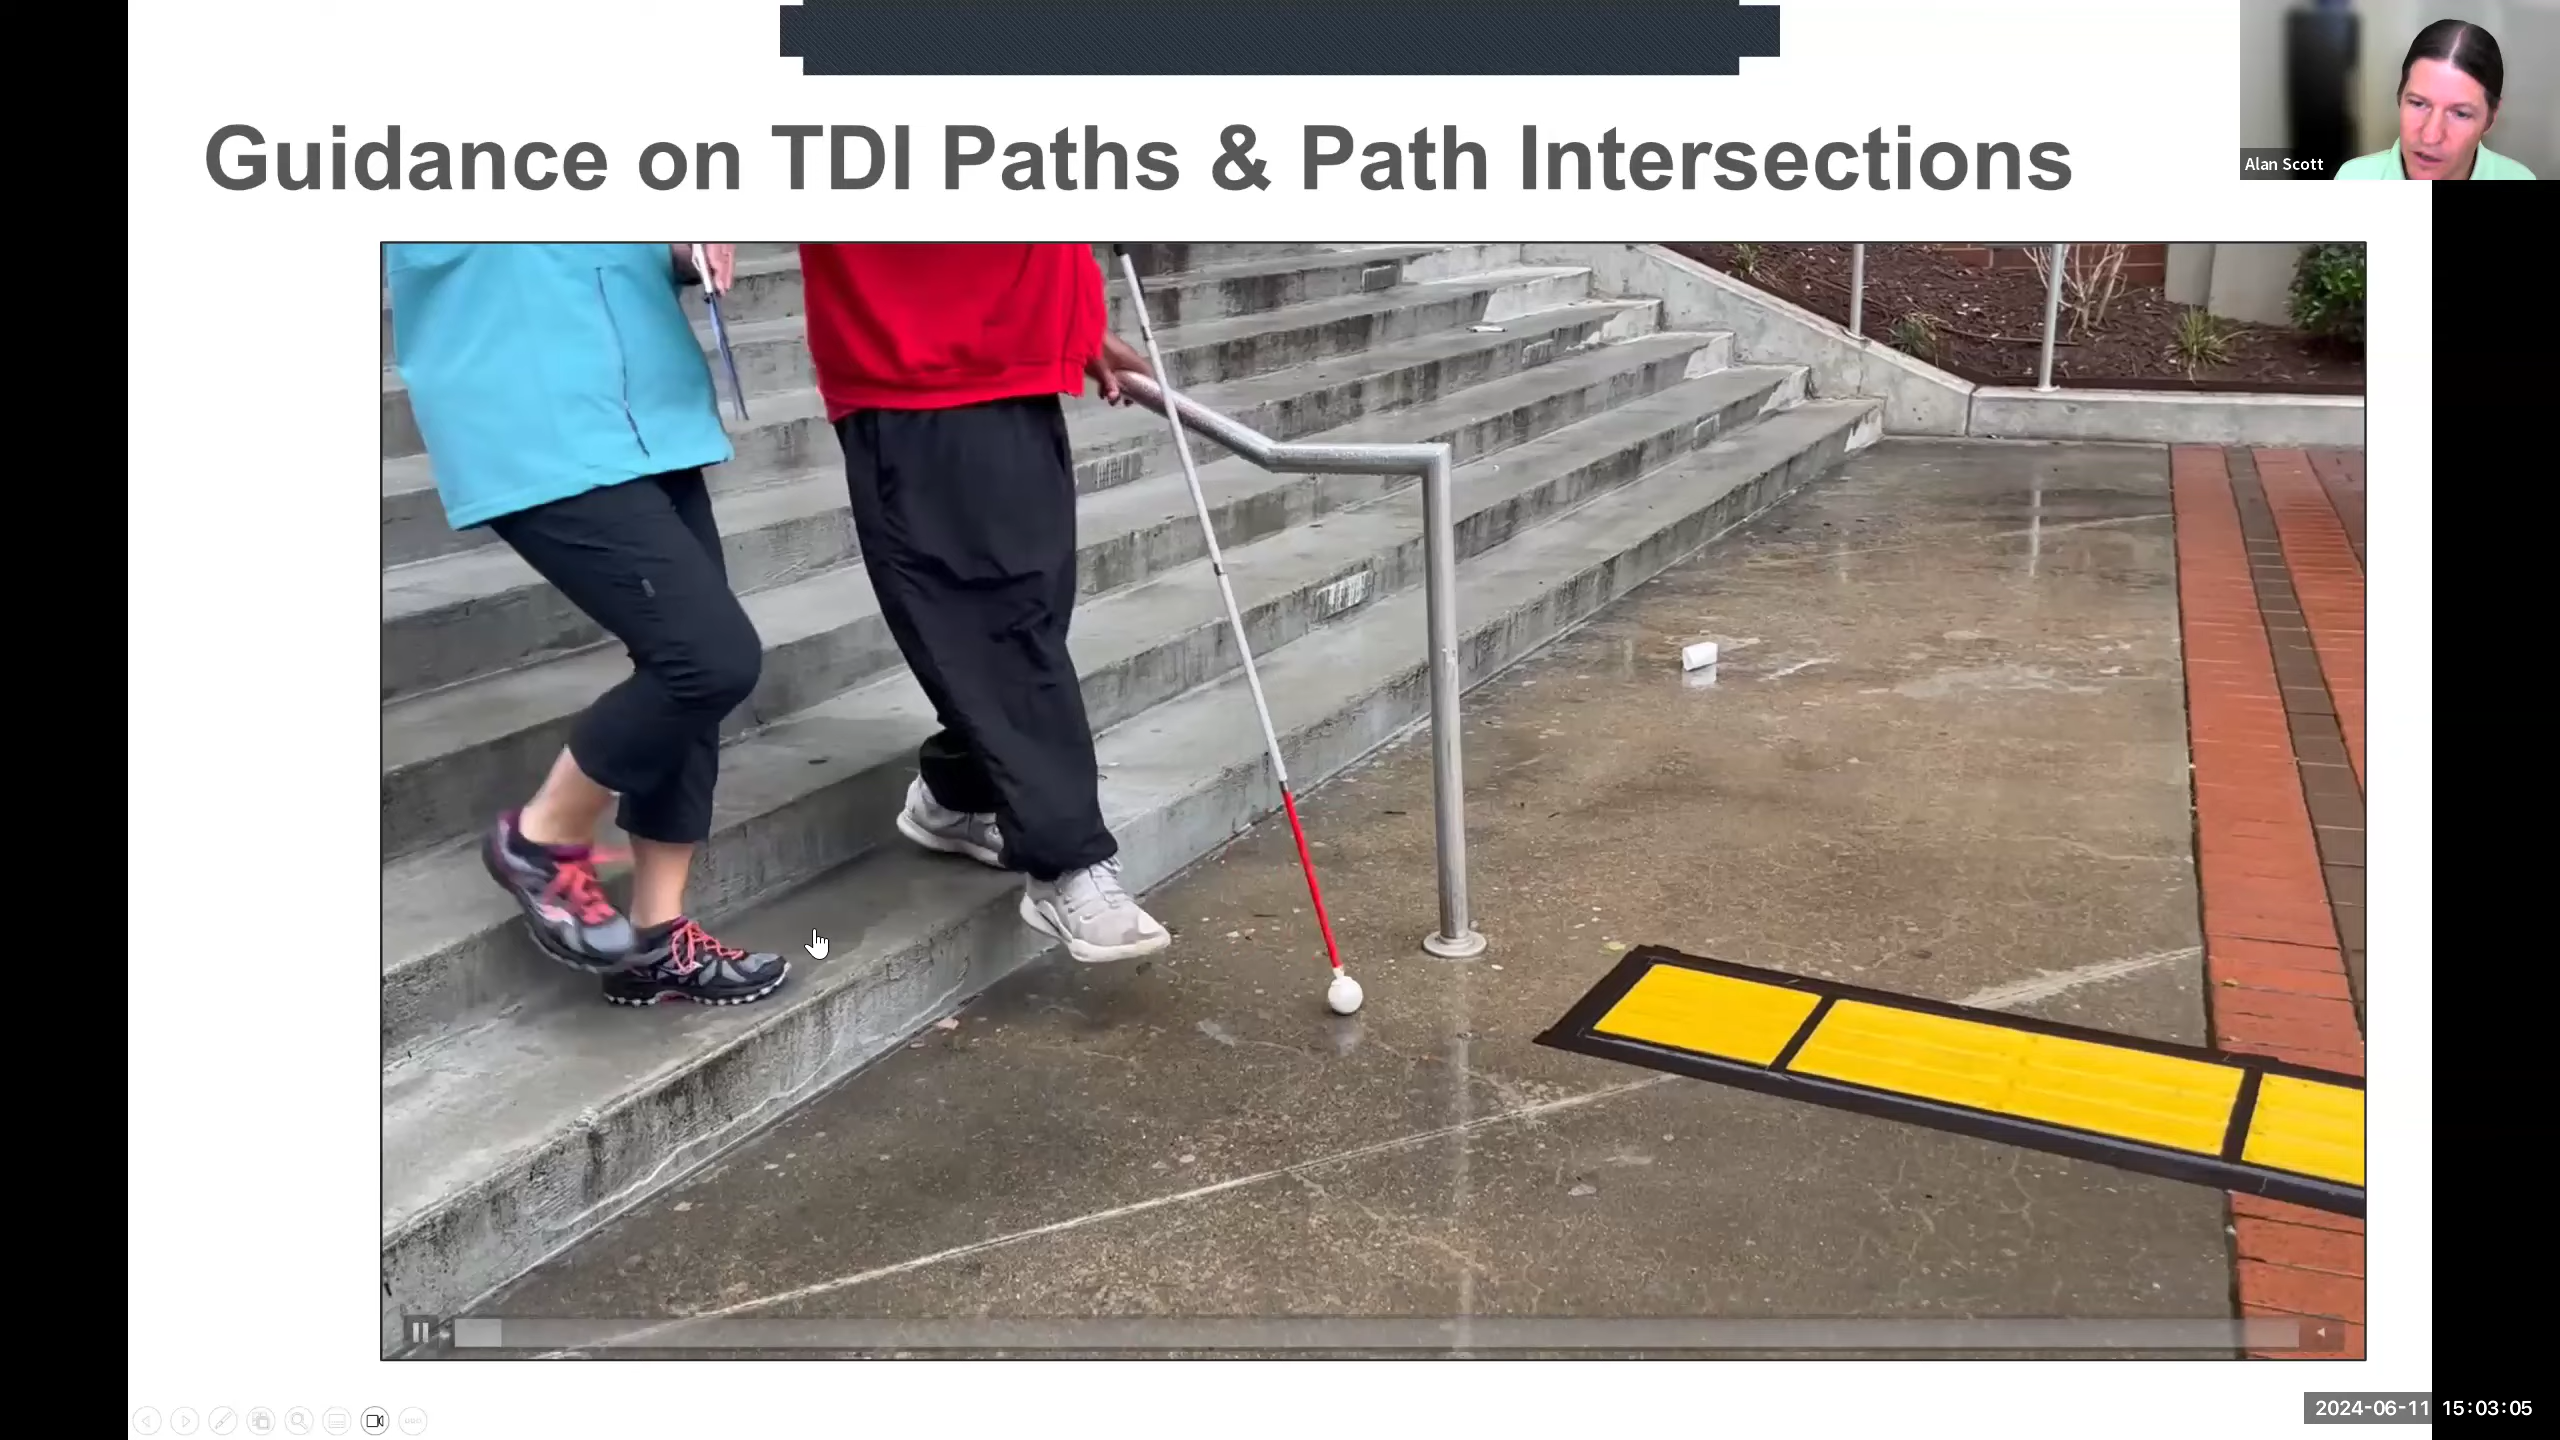 Guidance on TDI Paths & Path Intersections
Alan Scott
2024-06-11 15:03:05